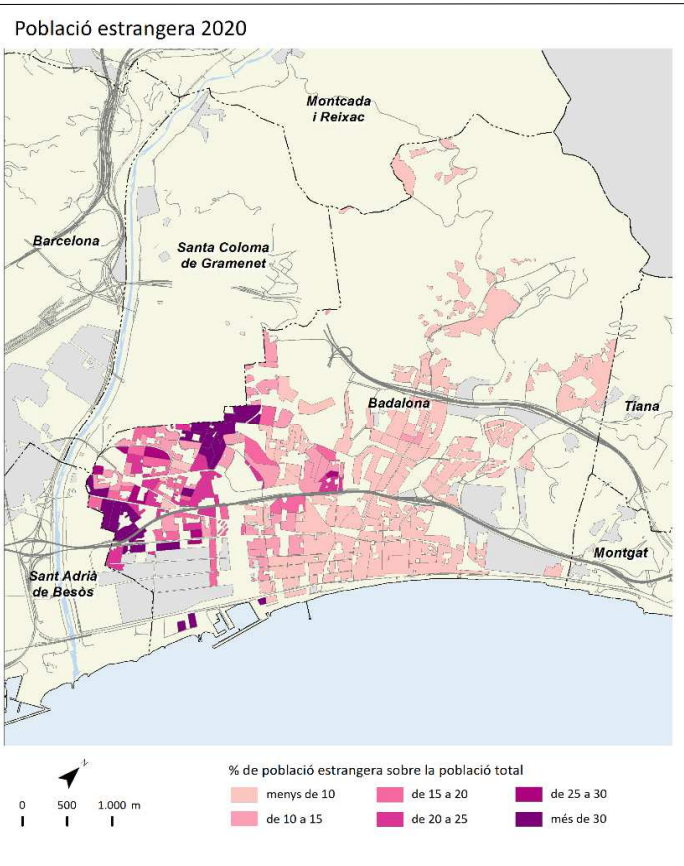 Població estrangera 2020
Montcada
i Reixac
Barcelona
Santa Coloma
de Gramenet
Badalona
Tiana
Montgat
Sant Adrià
de Besòs
N
0 500 1.000 m
% de població estrangera sobre la població total
menys de 10
de 15 a 20
de 25 a 30
de 10 a 15
de 20 a 25
més de 30